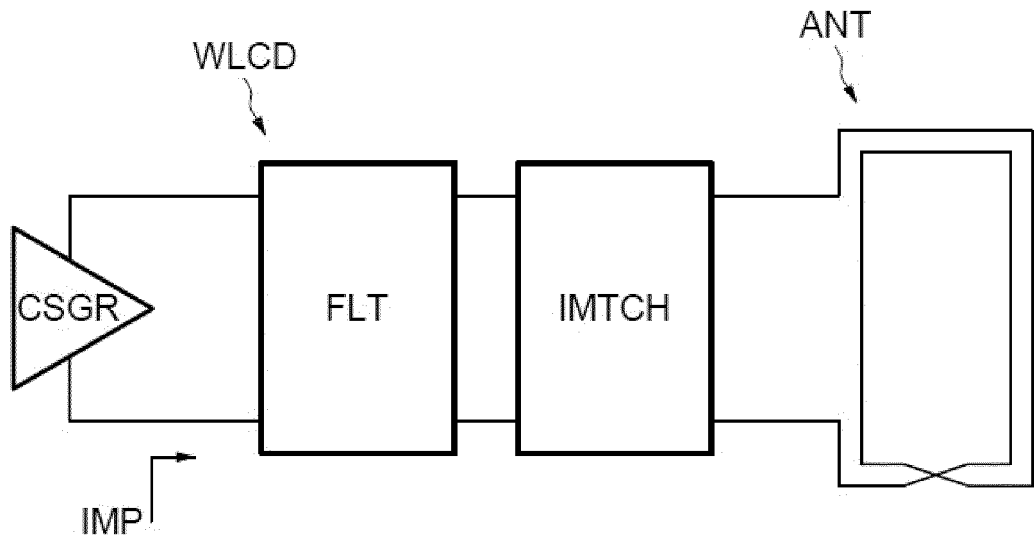 WLCD
ANT
CSGR
FLT
IMTCH
IMP